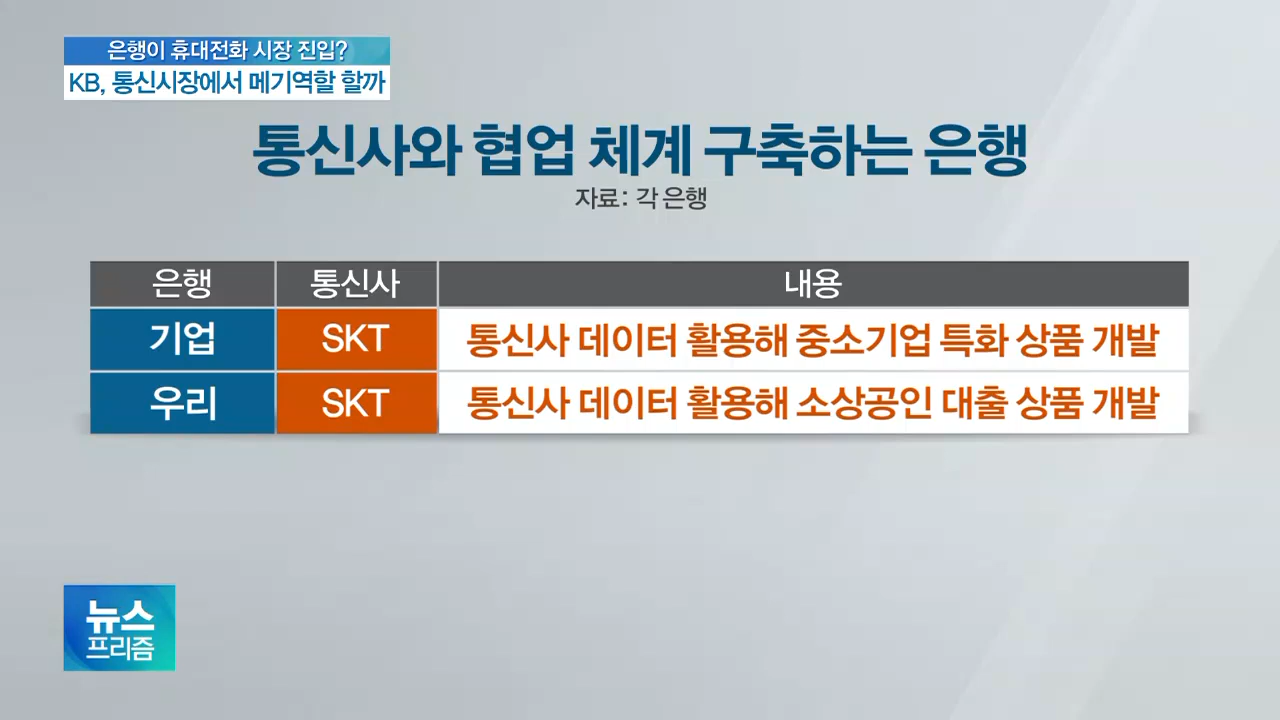 은행이 휴대전화 시장 진입?
KB, 통신시장에서 메기역할 할까
통신사와 협업 체계 구축하는 은행
자료: 각 은행
은행 통신사 내용
기업 SKT 통신사 데이터 활용해 중소기업 특화 상품 개발
우리 SKT 통신사 데이터 활용해 소상공인 대출 상품 개발
뉴스
프리즘